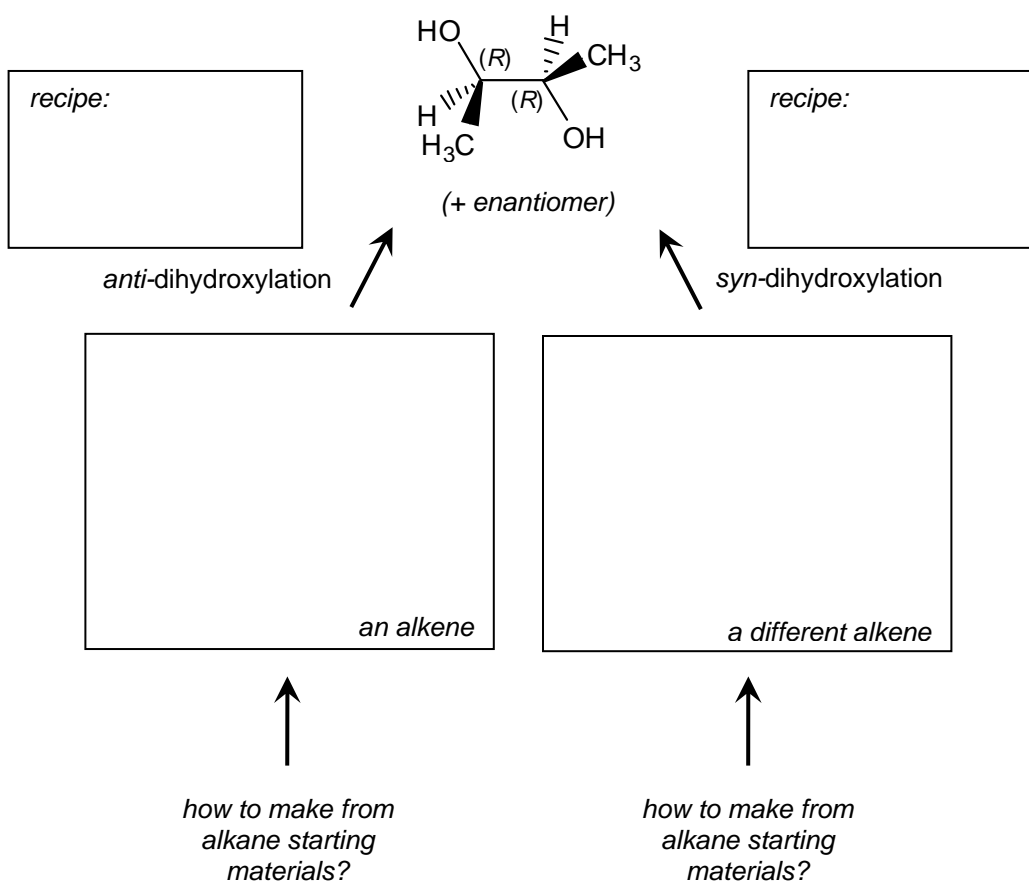 HO
H
(R)
CH3
H
(R)
H3C
OH
(+ enantiomer)
recipe:
recipe:
anti-dihydroxylation
syn-dihydroxylation
an alkene
a different alkene
how to make from
alkane starting
materials?
how to make from
alkane starting
materials?